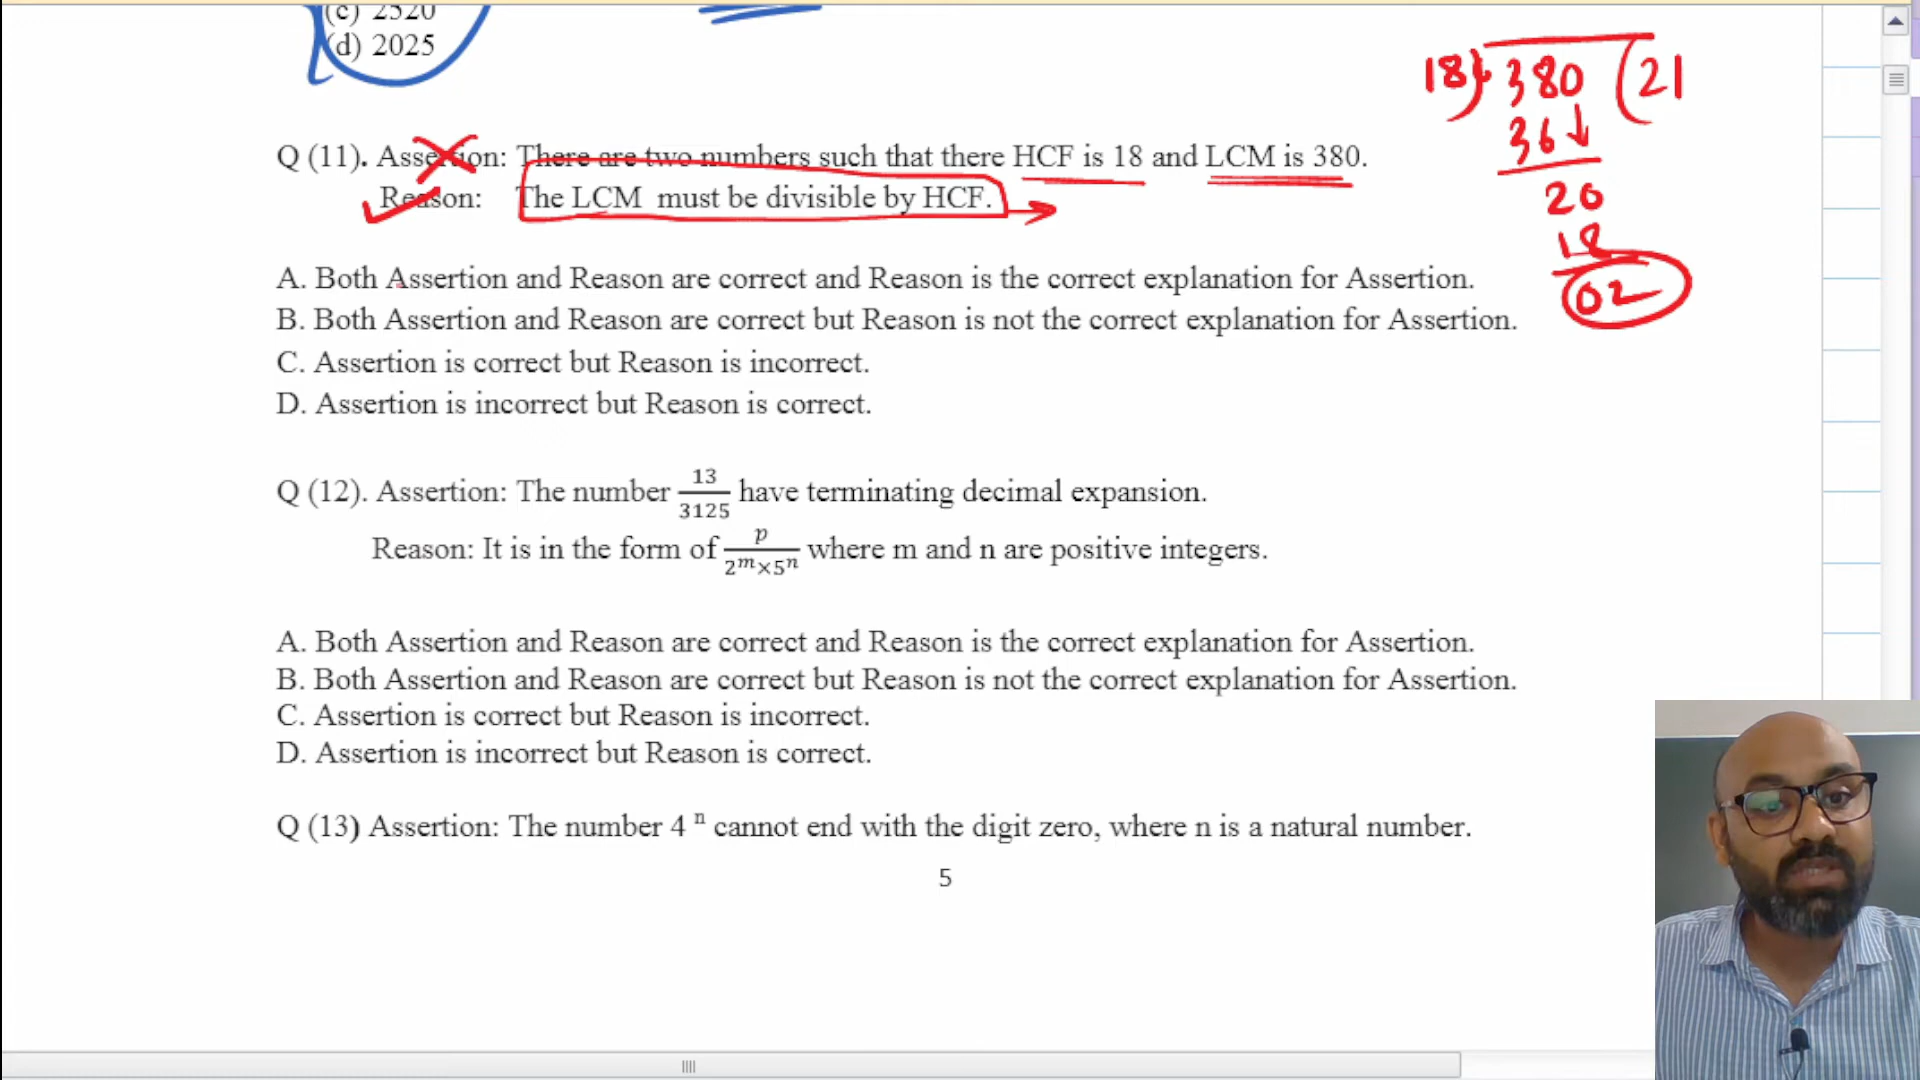 (c) 2520
(d) 2025
18) 380 (21
36
20
18
02
Q (11). Assertion: There are two numbers such that there HCF is 18 and LCM is 380.
Reason: The LCM must be divisible by HCF.
A. Both Assertion and Reason are correct and Reason is the correct explanation for Assertion.
B. Both Assertion and Reason are correct but Reason is not the correct explanation for Assertion.
C. Assertion is correct but Reason is incorrect.
D. Assertion is incorrect but Reason is correct.
Q (12). Assertion: The number 13/3125 have terminating decimal expansion.
Reason: It is in the form of p/2^m×5^n where m and n are positive integers.
A. Both Assertion and Reason are correct and Reason is the correct explanation for Assertion.
B. Both Assertion and Reason are correct but Reason is not the correct explanation for Assertion.
C. Assertion is correct but Reason is incorrect.
D. Assertion is incorrect but Reason is correct.
Q (13) Assertion: The number 4 ⁿ cannot end with the digit zero, where n is a natural number.
5